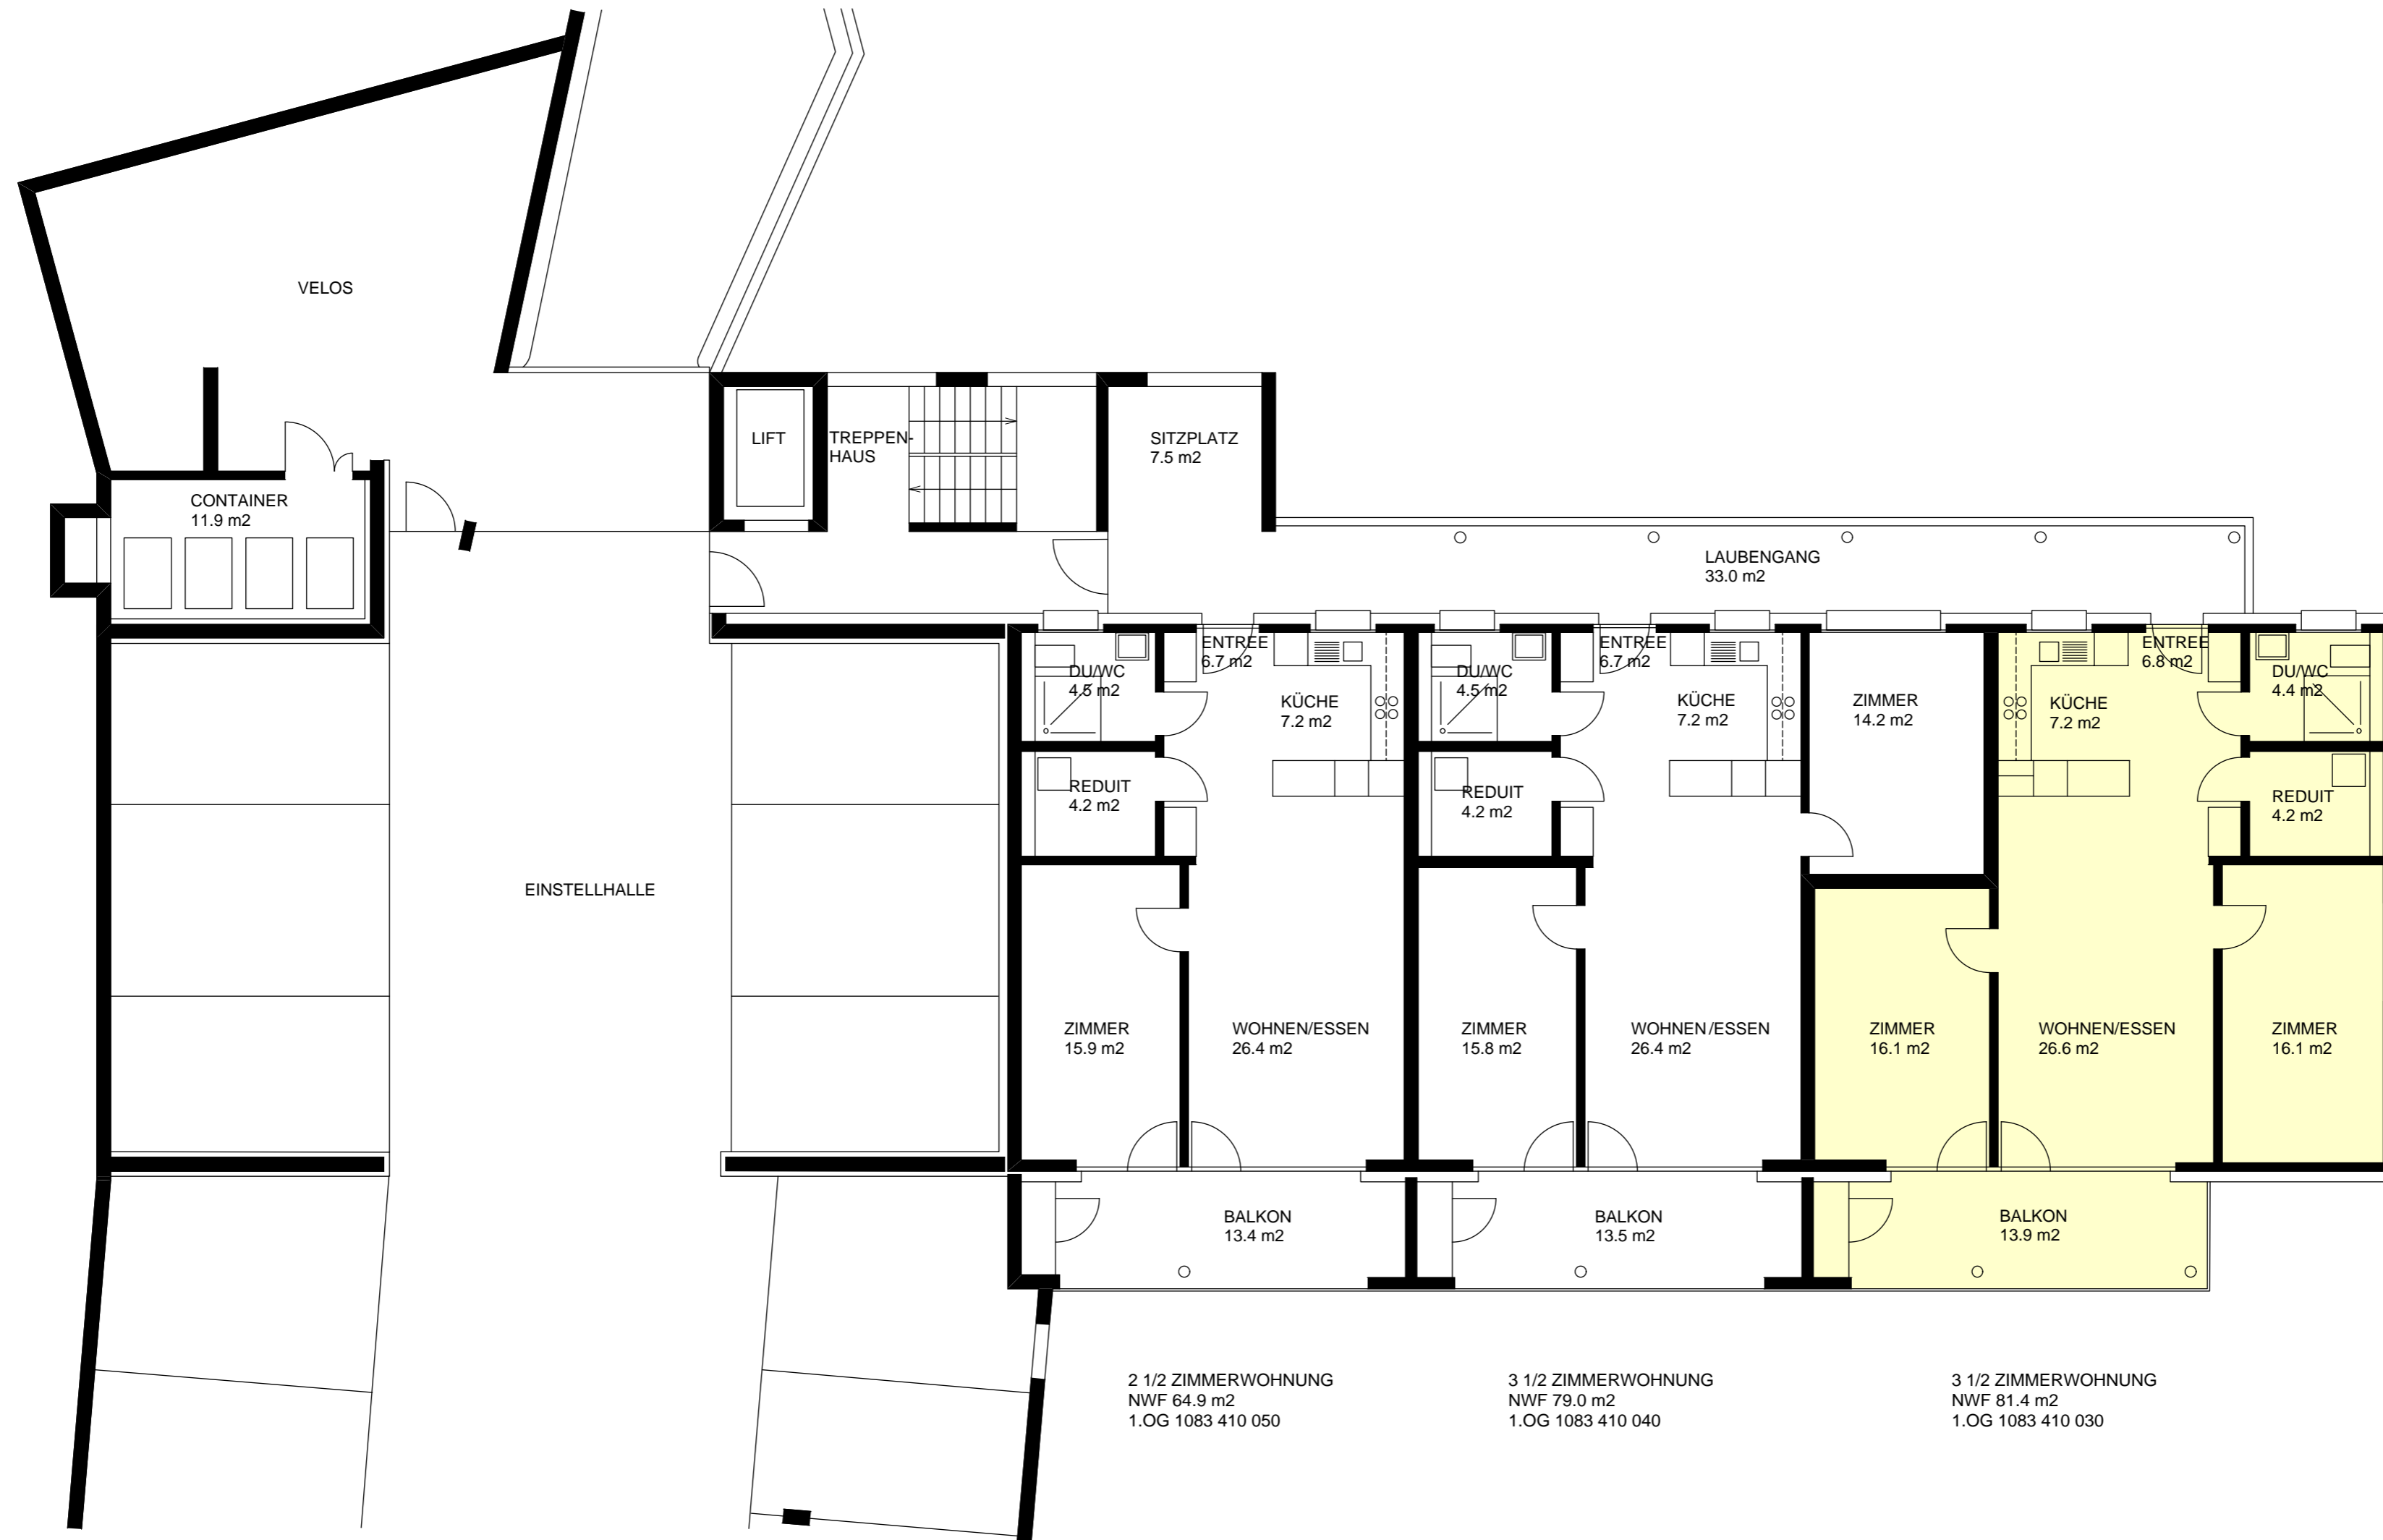 VELOS
LIFT
TREPPEN-
HAUS
SITZPLATZ
7.5 m2
CONTAINER
11.9 m2
LAUBENGANG
33.0 m2
ENTREE
6.7 m2
DU/WC
4.5 m2
KÜCHE
7.2 m2
REDUIT
4.2 m2
ENTREE
6.7 m2
DU/WC
4.5 m2
KÜCHE
7.2 m2
REDUIT
4.2 m2
ZIMMER
14.2 m2
ENTREE
6.8 m2
KÜCHE
7.2 m2
DU/WC
4.4 m2
REDUIT
4.2 m2
EINSTELLHALLE
ZIMMER
15.9 m2
WOHNEN/ESSEN
26.4 m2
ZIMMER
15.8 m2
WOHNEN/ESSEN
26.4 m2
ZIMMER
16.1 m2
WOHNEN/ESSEN
26.6 m2
ZIMMER
16.1 m2
BALKON
13.4 m2
BALKON
13.5 m2
BALKON
13.9 m2
2 1/2 ZIMMERWOHNUNG
NWF 64.9 m2
1.OG 1083 410 050
3 1/2 ZIMMERWOHNUNG
NWF 79.0 m2
1.OG 1083 410 040
3 1/2 ZIMMERWOHNUNG
NWF 81.4 m2
1.OG 1083 410 030